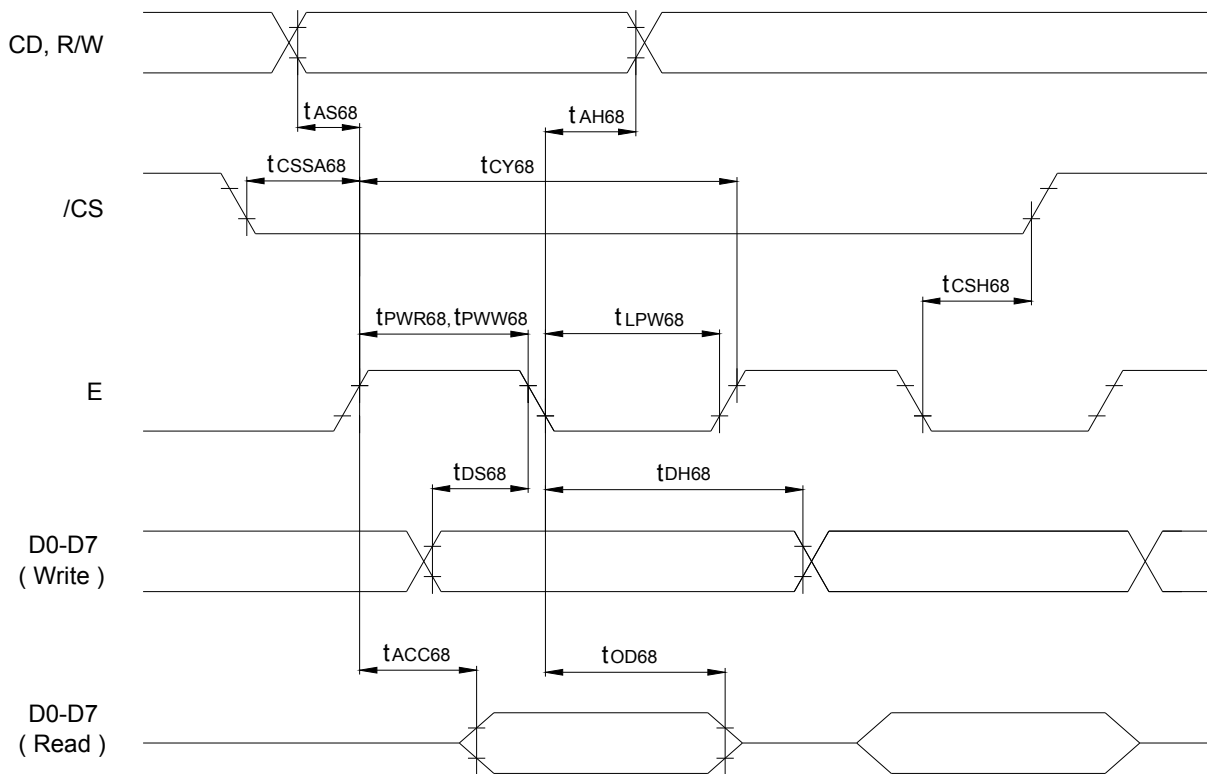 CD, R/W
tAS68
tAH68
tCSSA68
tCY68
/CS
tCSH68
tPWR68, tPWW68
tLPW68
E
tDS68
tDH68
D0-D7
( Write )
tACC68
tOD68
D0-D7
( Read )